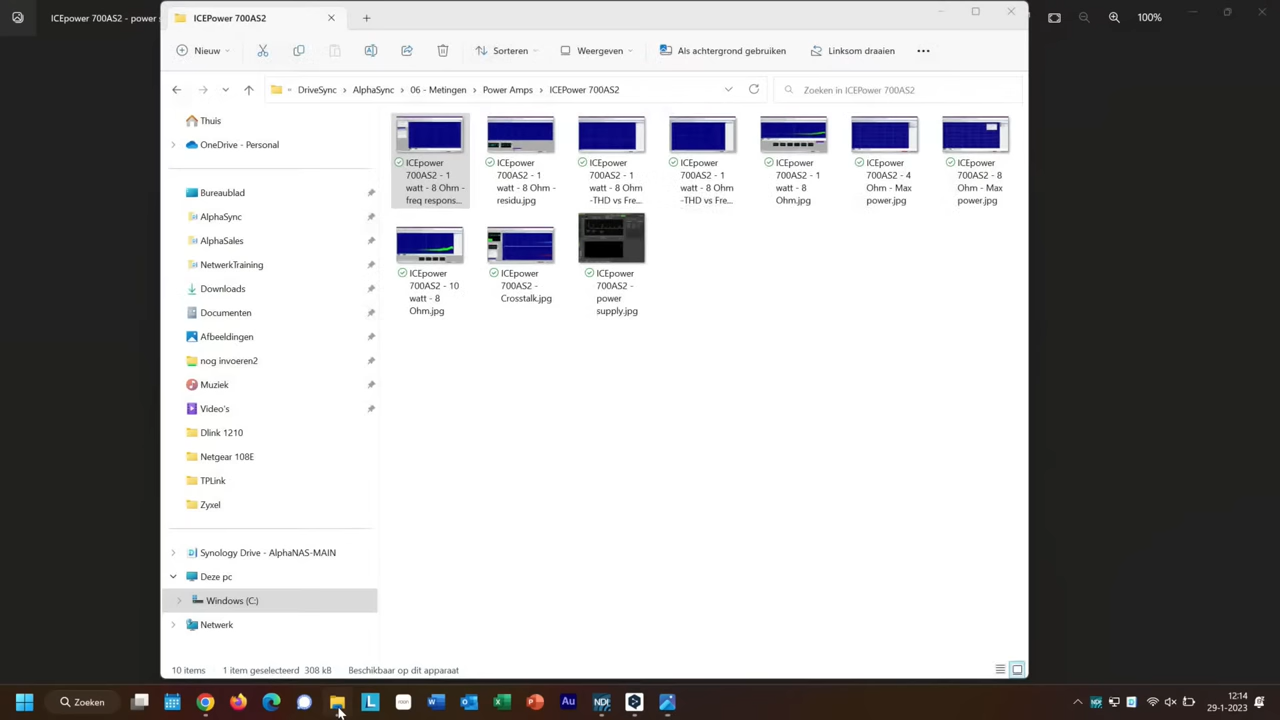 ICEPower 700AS2 - power s
ICEPower 700AS2
100%
Nieuw
Sorteren
Weergeven
Als achtergrond gebruiken
Linksom draaien
« DriveSync > AlphaSync > 06 - Metingen > Power Amps > ICEPower 700AS2
Zoeken in ICEPower 700AS2
Thuis
OneDrive - Personal
Bureaublad
AlphaSync
AlphaSales
NetwerkTraining
Downloads
Documenten
Afbeeldingen
nog invoeren2
Muziek
Video's
Dlink 1210
Netgear 108E
TPLink
Zyxel
Synology Drive - AlphaNAS-MAIN
Deze pc
Windows (C:)
Netwerk
ICEpower
700AS2 - 1
watt - 8 Ohm -
freq respons...
ICEpower
700AS2 - 1
watt - 8 Ohm -
residu.jpg
ICEpower
700AS2 - 1
watt - 8 Ohm
-THD vs Fre...
ICEpower
700AS2 - 1
watt - 8 Ohm
-THD vs Fre...
ICEpower
700AS2 - 1
watt - 8
Ohm.jpg
ICEpower
700AS2 - 4
Ohm - Max
power.jpg
ICEpower
700AS2 - 8
Ohm - Max
power.jpg
ICEpower
700AS2 - 10
watt - 8
Ohm.jpg
ICEpower
700AS2 -
Crosstalk.jpg
ICEpower
700AS2 -
power
supply.jpg
10 items
1 item geselecteerd 308 kB
Beschikbaar op dit apparaat
Zoeken
12:14
29-1-2023